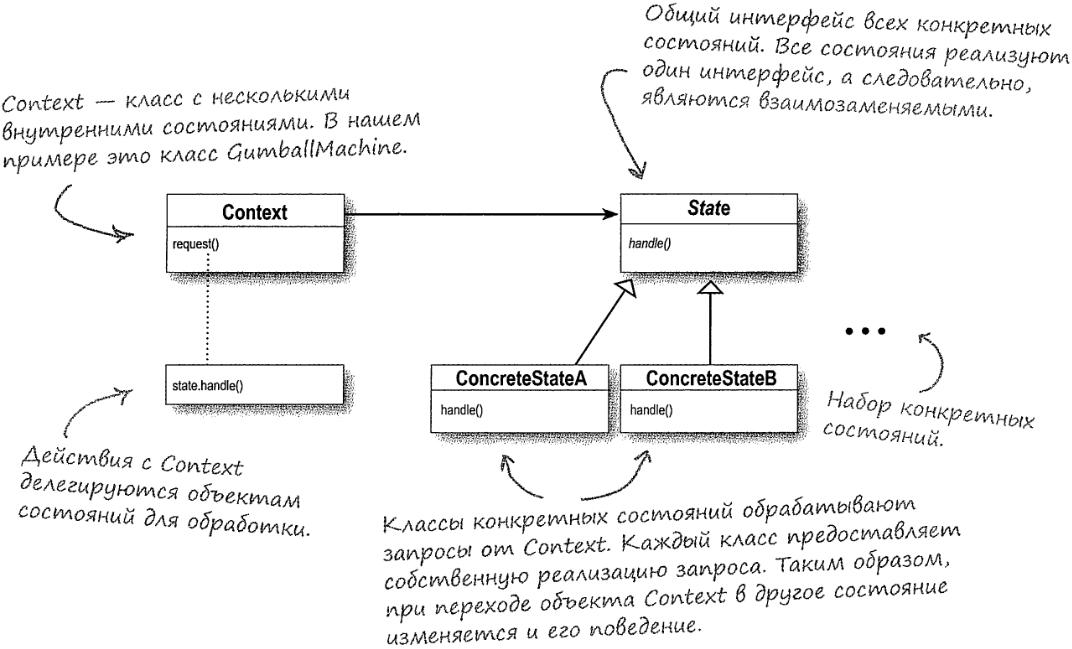 Общий интерфейс всех конкретных
состояний. Все состояния реализуют
один интерфейс, а следовательно,
являются взаимозаменяемыми.
Context — класс с несколькими
внутренними состояниями. В нашем
примере это класс GumballMachine.
Context
request()
State
handle()
state.handle()
ConcreteStateA
handle()
ConcreteStateB
handle()
•••
Набор конкретных
состояний.
Действия с Context
делегируются объектам
состояний для обработки.
Классы конкретных состояний обрабатывают
запросы от Context. Каждый класс предоставляет
собственную реализацию запроса. Таким образом,
при переходе объекта Context в другое состояние
изменяется и его поведение.